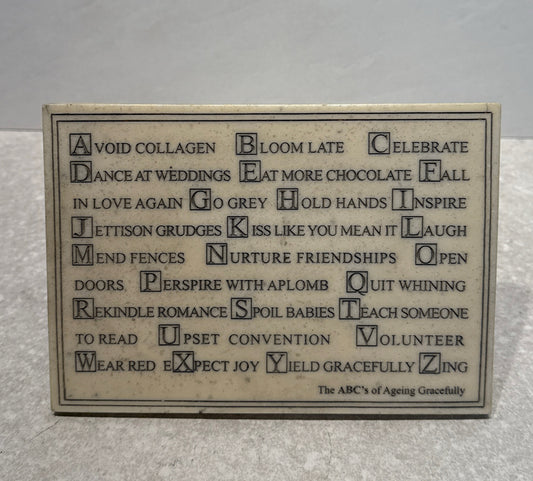 AVOID COLLAGEN BLOOM LATE CELEBRATE
DANCE AT WEDDINGS EAT MORE CHOCOLATE FALL
IN LOVE AGAIN GO GREY HOLD HANDS INSPIRE
JETTISON GRUDGES KISS LIKE YOU MEAN IT LAUGH
MEND FENCES NURTURE FRIENDSHIPS OPEN
DOORS PERSPIRE WITH APLOMB QUIT WHINING
REKINDLE ROMANCE SPOIL BABIES TEACH SOMEONE
TO READ UPSET CONVENTION VOLUNTEER
WEAR RED EXPECT JOY YIELD GRACEFULLY ZING
The ABC's of Ageing Gracefully